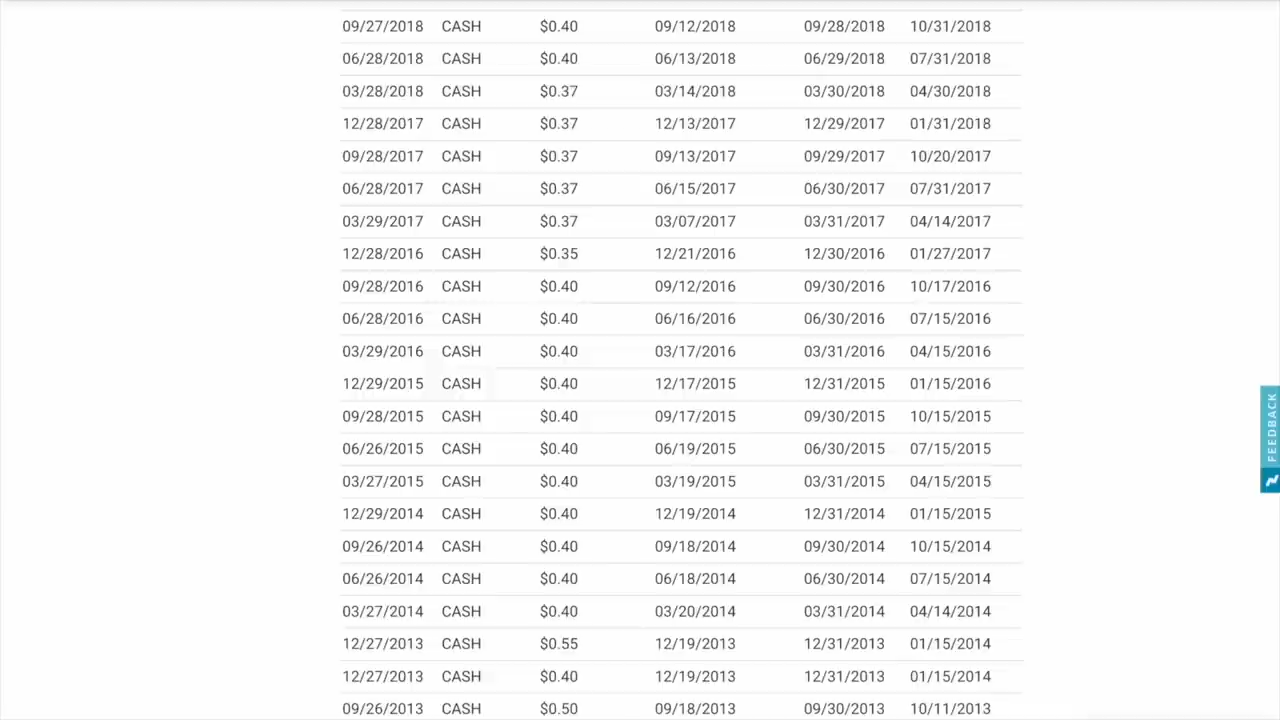 09/27/2018 CASH $0.40 09/12/2018 09/28/2018 10/31/2018
06/28/2018 CASH $0.40 06/13/2018 06/29/2018 07/31/2018
03/28/2018 CASH $0.37 03/14/2018 03/30/2018 04/30/2018
12/28/2017 CASH $0.37 12/13/2017 12/29/2017 01/31/2018
09/28/2017 CASH $0.37 09/13/2017 09/29/2017 10/20/2017
06/28/2017 CASH $0.37 06/15/2017 06/30/2017 07/31/2017
03/29/2017 CASH $0.37 03/07/2017 03/31/2017 04/14/2017
12/28/2016 CASH $0.35 12/21/2016 12/30/2016 01/27/2017
09/28/2016 CASH $0.40 09/12/2016 09/30/2016 10/17/2016
06/28/2016 CASH $0.40 06/16/2016 06/30/2016 07/15/2016
03/29/2016 CASH $0.40 03/17/2016 03/31/2016 04/15/2016
12/29/2015 CASH $0.40 12/17/2015 12/31/2015 01/15/2016
09/28/2015 CASH $0.40 09/17/2015 09/30/2015 10/15/2015
06/26/2015 CASH $0.40 06/19/2015 06/30/2015 07/15/2015
03/27/2015 CASH $0.40 03/19/2015 03/31/2015 04/15/2015
12/29/2014 CASH $0.40 12/19/2014 12/31/2014 01/15/2015
09/26/2014 CASH $0.40 09/18/2014 09/30/2014 10/15/2014
06/26/2014 CASH $0.40 06/18/2014 06/30/2014 07/15/2014
03/27/2014 CASH $0.40 03/20/2014 03/31/2014 04/14/2014
12/27/2013 CASH $0.55 12/19/2013 12/31/2013 01/15/2014
12/27/2013 CASH $0.40 12/19/2013 12/31/2013 01/15/2014
09/26/2013 CASH $0.50 09/18/2013 09/30/2013 10/11/2013
FEEDBACK